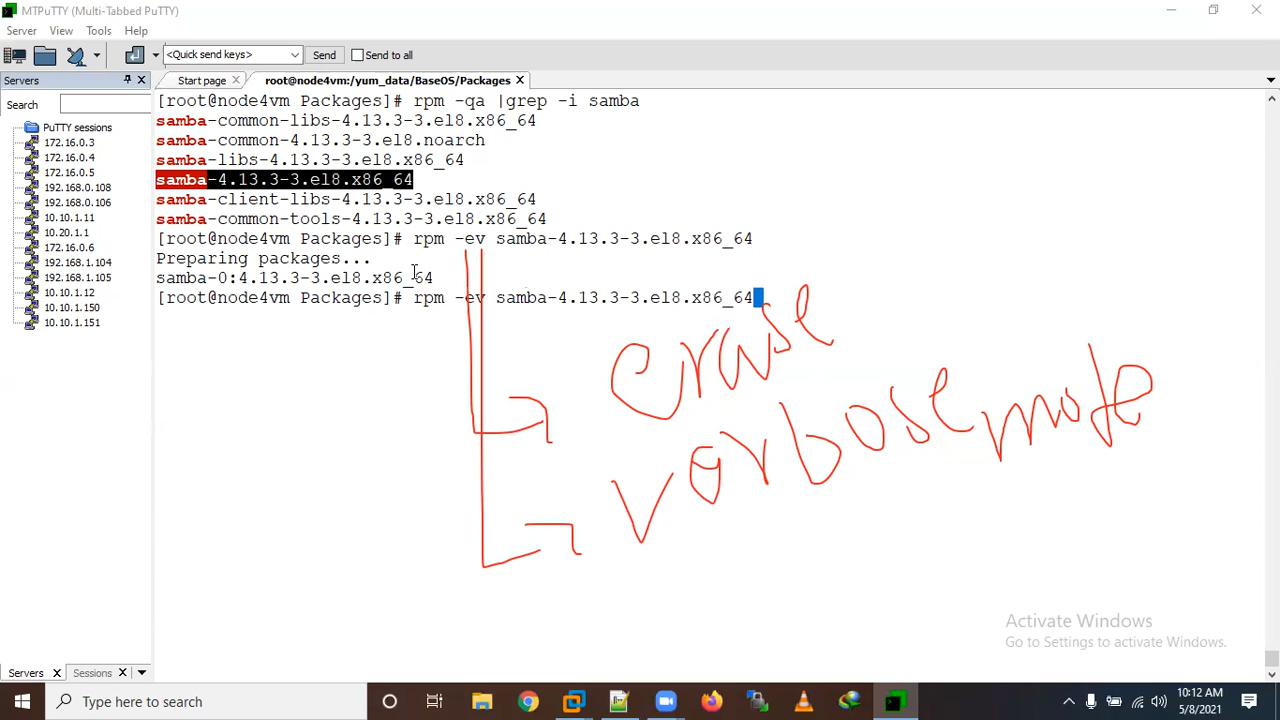 MTPuTTY (Multi-Tabbed PuTTY)
Server View Tools Help
<Quick send keys> Send Send to all
Servers
Start page root@node4vm:/yum_data/BaseOS/Packages
Search
PuTTY sessions
172.16.0.3
172.16.0.4
172.16.0.5
192.168.0.108
192.168.0.106
10.10.1.11
10.20.1.1
172.16.0.6
192.168.1.104
192.168.1.105
10.10.1.12
10.10.1.150
10.10.1.151
[root@node4vm Packages]# rpm -qa |grep -i samba
samba-common-libs-4.13.3-3.el8.x86_64
samba-common-4.13.3-3.el8.noarch
samba-libs-4.13.3-3.el8.x86_64
samba-4.13.3-3.el8.x86_64
samba-client-libs-4.13.3-3.el8.x86_64
samba-common-tools-4.13.3-3.el8.x86_64
[root@node4vm Packages]# rpm -ev samba-4.13.3-3.el8.x86_64
Preparing packages...
samba-0:4.13.3-3.el8.x86_64
[root@node4vm Packages]# rpm -ev samba-4.13.3-3.el8.x86_64
erase
varbose mode
Activate Windows
Go to Settings to activate Windows.
Servers Sessions
Type here to search
10:12 AM
5/8/2021